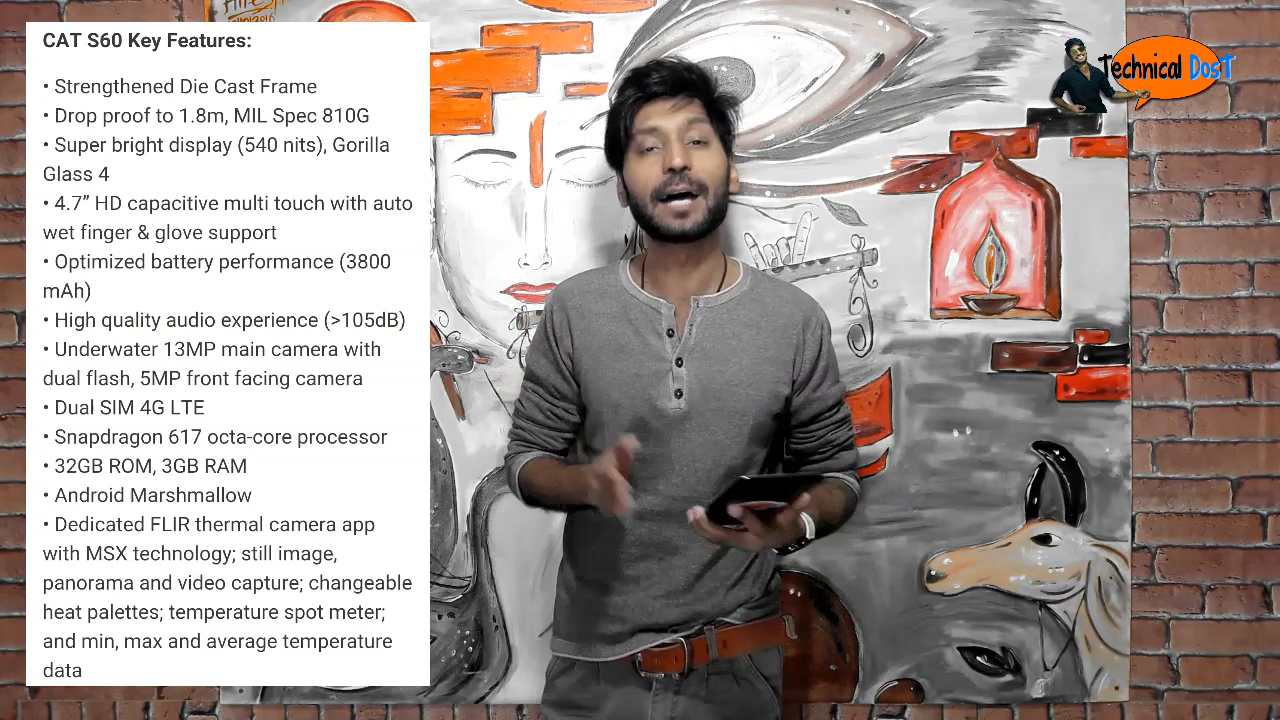 CAT S60 Key Features:
• Strengthened Die Cast Frame
• Drop proof to 1.8m, MIL Spec 810G
• Super bright display (540 nits), Gorilla
Glass 4
• 4.7” HD capacitive multi touch with auto
wet finger & glove support
• Optimized battery performance (3800
mAh)
• High quality audio experience (>105dB)
• Underwater 13MP main camera with
dual flash, 5MP front facing camera
• Dual SIM 4G LTE
• Snapdragon 617 octa-core processor
• 32GB ROM, 3GB RAM
• Android Marshmallow
• Dedicated FLIR thermal camera app
with MSX technology; still image,
panorama and video capture; changeable
heat palettes; temperature spot meter;
and min, max and average temperature
data
Technical DosT